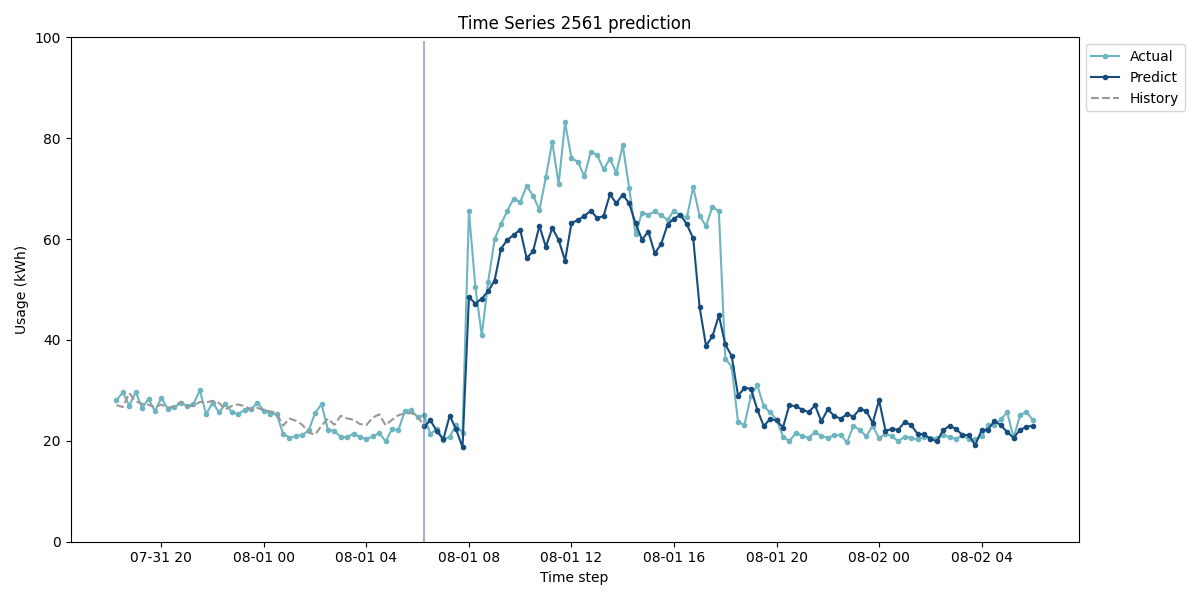 Time Series 2561 prediction
100
80
60
40
20
0
Usage (kWh)
07-31 20
08-01 00
08-01 04
08-01 08
08-01 12
08-01 16
08-01 20
08-02 00
08-02 04
Time step
Actual
Predict
History